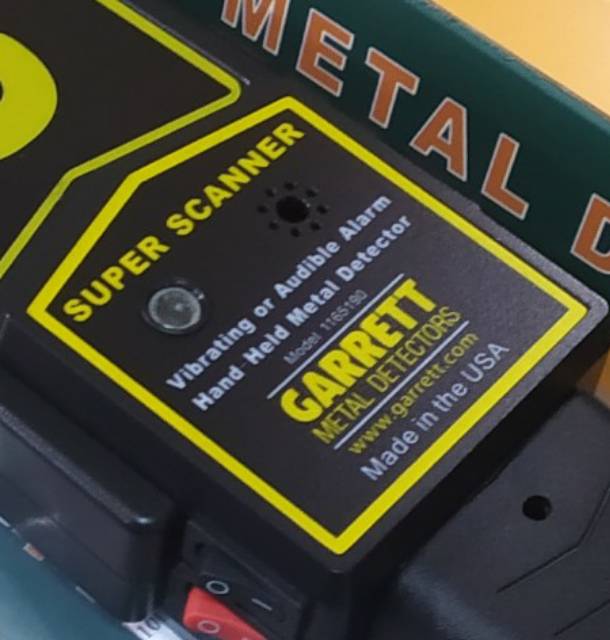 METAL D
SUPER SCANNER
Vibrating or Audible Alarm
Hand-Held Metal Detector
Model 1165190
GARRETT
METAL DETECTORS
www.garrett.com
Made in the USA